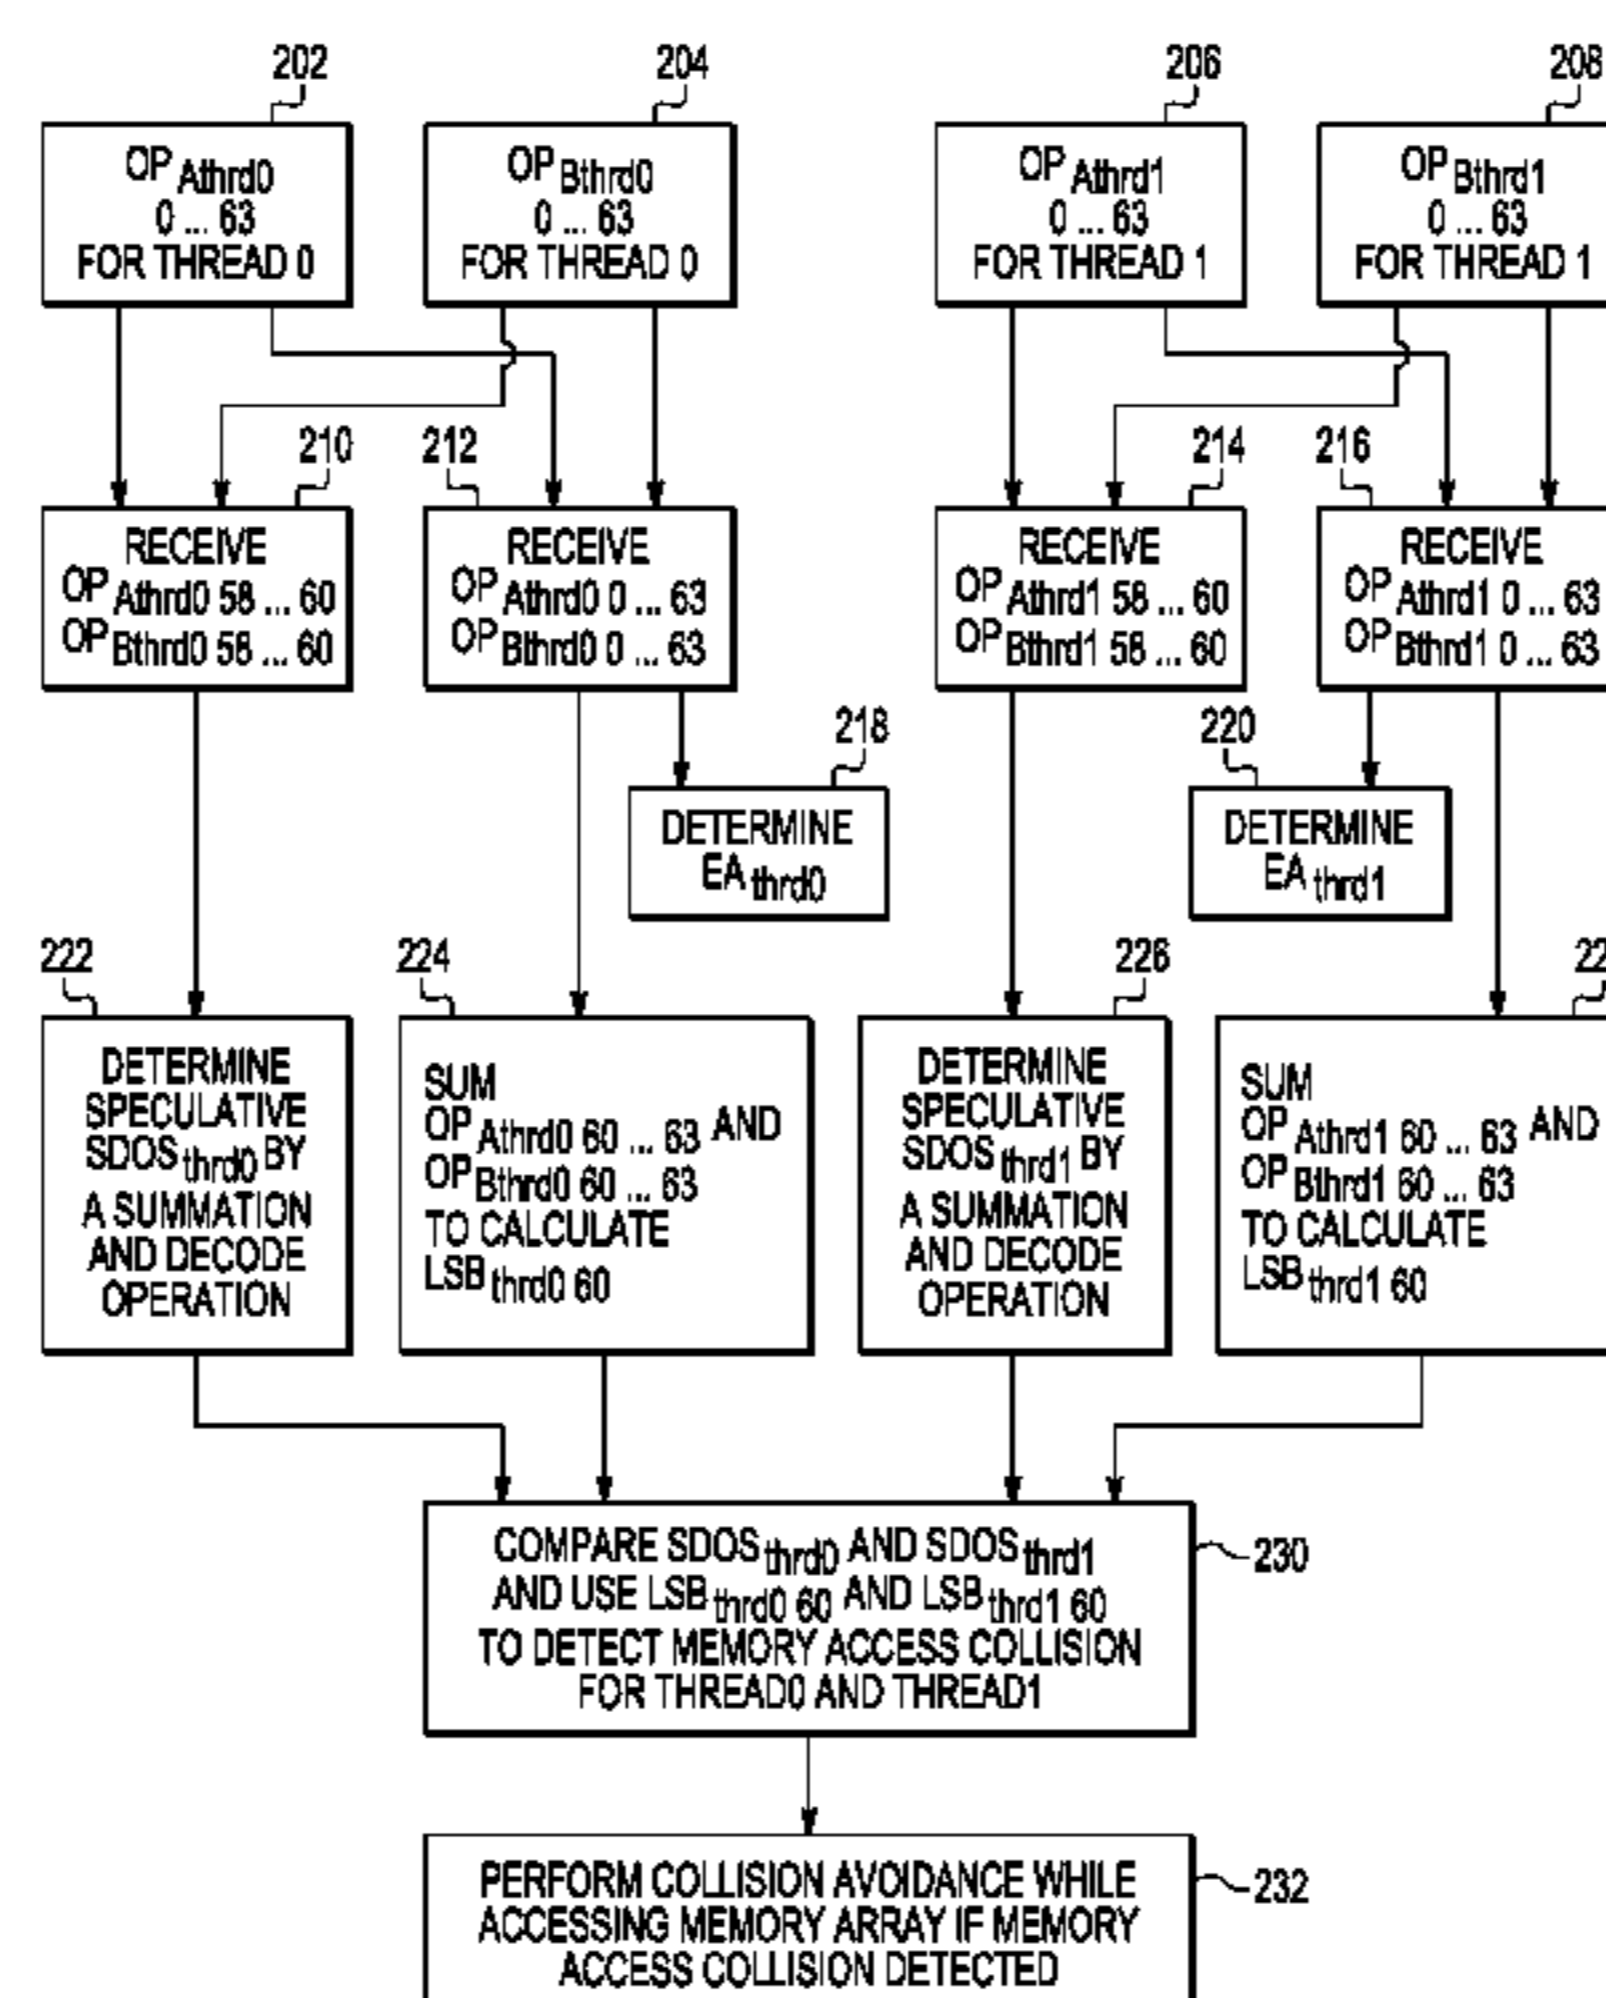 202
204
206
208
OP Athrd0
0 ... 63
FOR THREAD 0
OP Bthrd0
0 ... 63
FOR THREAD 0
OP Athrd1
0 ... 63
FOR THREAD 1
OP Bthrd1
0 ... 63
FOR THREAD 1
210
212
214
216
RECEIVE
OP Athrd0 58 ... 60
OP Bthrd0 58 ... 60
RECEIVE
OP Athrd0 0 ... 63
OP Bthrd0 0 ... 63
RECEIVE
OP Athrd1 58 ... 60
OP Bthrd1 58 ... 60
RECEIVE
OP Athrd1 0 ... 63
OP Bthrd1 0 ... 63
218
220
DETERMINE
EA thrd0
DETERMINE
EA thrd1
222
224
226
DETERMINE
SPECULATIVE
SDOS thrd0 BY
A SUMMATION
AND DECODE
OPERATION
SUM
OP Athrd0 60 ... 63 AND
OP Bthrd0 60 ... 63
TO CALCULATE
LSB thrd0 60
DETERMINE
SPECULATIVE
SDOS thrd1 BY
A SUMMATION
AND DECODE
OPERATION
SUM
OP Athrd1 60 ... 63 AND
OP Bthrd1 60 ... 63
TO CALCULATE
LSB thrd1 60
COMPARE SDOS thrd0 AND SDOS thrd1
AND USE LSB thrd0 60 AND LSB thrd1 60
TO DETECT MEMORY ACCESS COLLISION
FOR THREAD0 AND THREAD1
230
PERFORM COLLISION AVOIDANCE WHILE
ACCESSING MEMORY ARRAY IF MEMORY
ACCESS COLLISION DETECTED
232